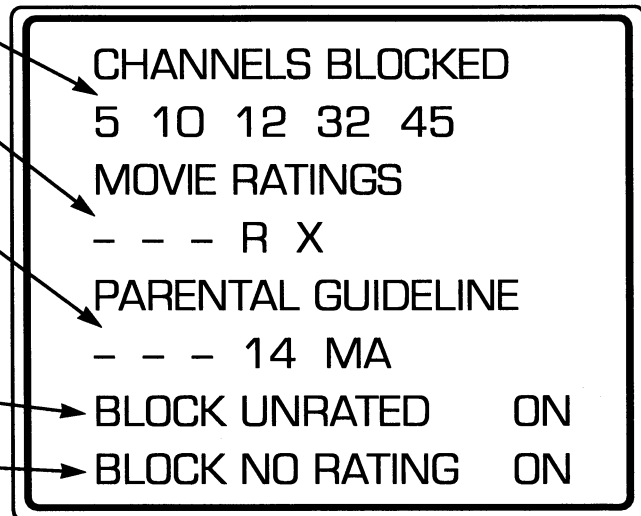 CHANNELS BLOCKED
5 10 12 32 45
MOVIE RATINGS
– – – R X
PARENTAL GUIDELINE
– – – 14 MA
BLOCK UNRATED ON
BLOCK NO RATING ON